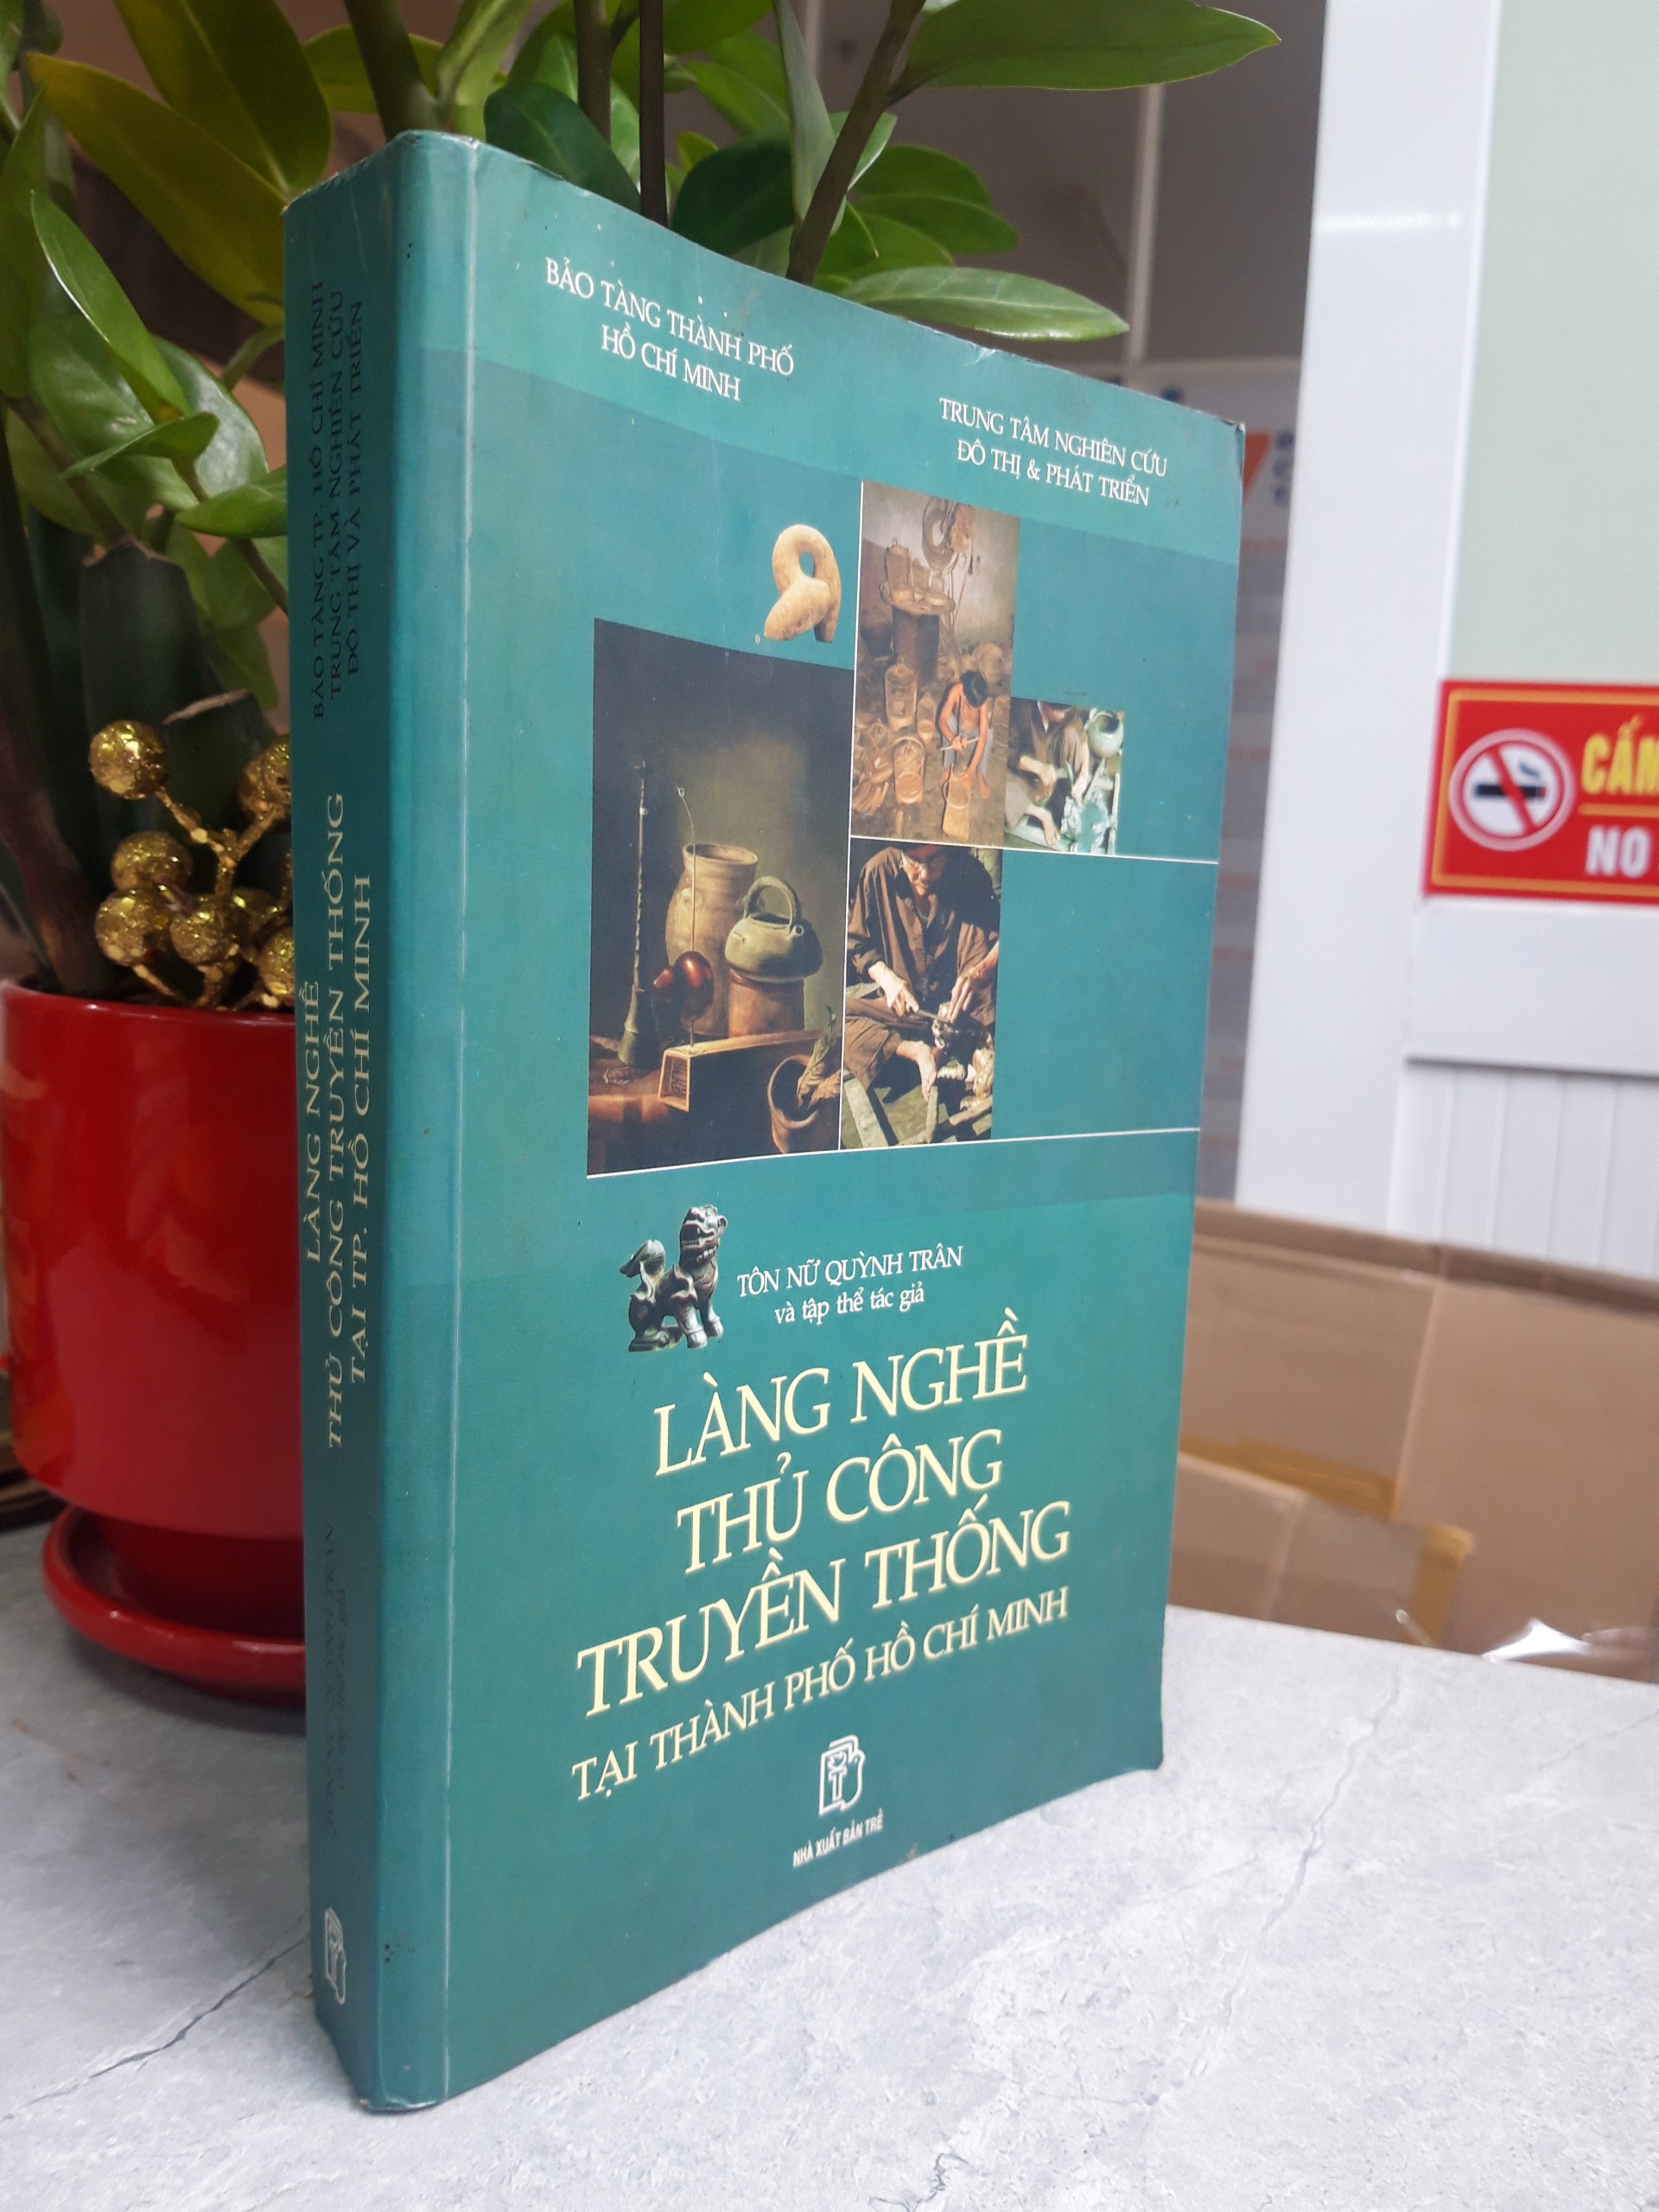 BẢO TÀNG THÀNH PHỐ
HỒ CHÍ MINH
TRUNG TÂM NGHIÊN CỨU
ĐÔ THỊ & PHÁT TRIỂN
TÔN NỮ QUỲNH TRÂN
và tập thể tác giả
LÀNG NGHỀ
THỦ CÔNG
TRUYỀN THỐNG
TẠI THÀNH PHỐ HỒ CHÍ MINH
NHÀ XUẤT BẢN TRẺ
BẢO TÀNG TP. HỒ CHÍ MINH
TRUNG TÂM NGHIÊN CỨU
ĐÔ THỊ VÀ PHÁT TRIỂN
LÀNG NGHỀ
THỦ CÔNG TRUYỀN THỐNG
TẠI TP. HỒ CHÍ MINH
CẤM
NO